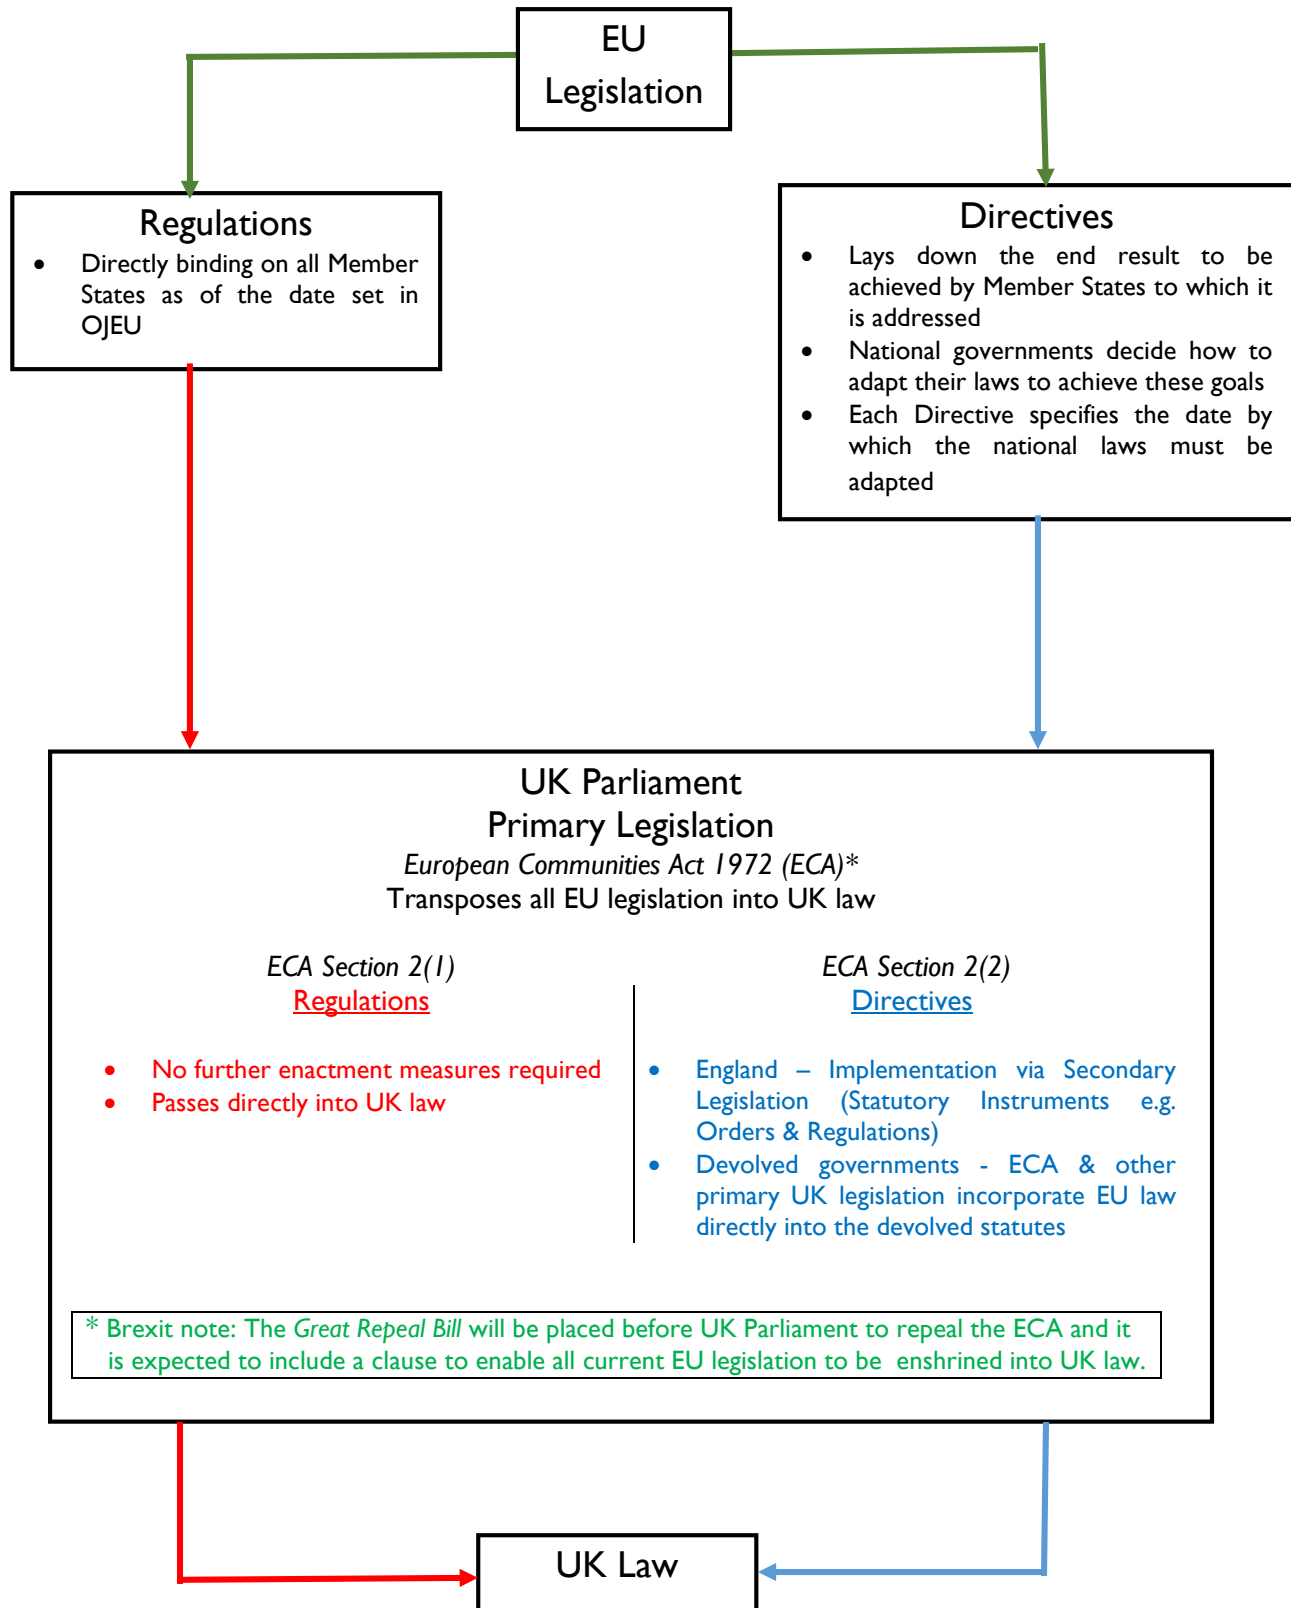 EU
Legislation
Regulations
• Directly binding on all Member
States as of the date set in
OJEU
Directives
• Lays down the end result to be
achieved by Member States to which it
is addressed
• National governments decide how to
adapt their laws to achieve these goals
• Each Directive specifies the date by
which the national laws must be
adapted
UK Parliament
Primary Legislation
European Communities Act 1972 (ECA)*
Transposes all EU legislation into UK law
ECA Section 2(1)
Regulations
• No further enactment measures required
• Passes directly into UK law
ECA Section 2(2)
Directives
• England – Implementation via Secondary
Legislation (Statutory Instruments e.g.
Orders & Regulations)
• Devolved governments - ECA & other
primary UK legislation incorporate EU law
directly into the devolved statutes
* Brexit note: The Great Repeal Bill will be placed before UK Parliament to repeal the ECA and it
is expected to include a clause to enable all current EU legislation to be enshrined into UK law.
UK Law